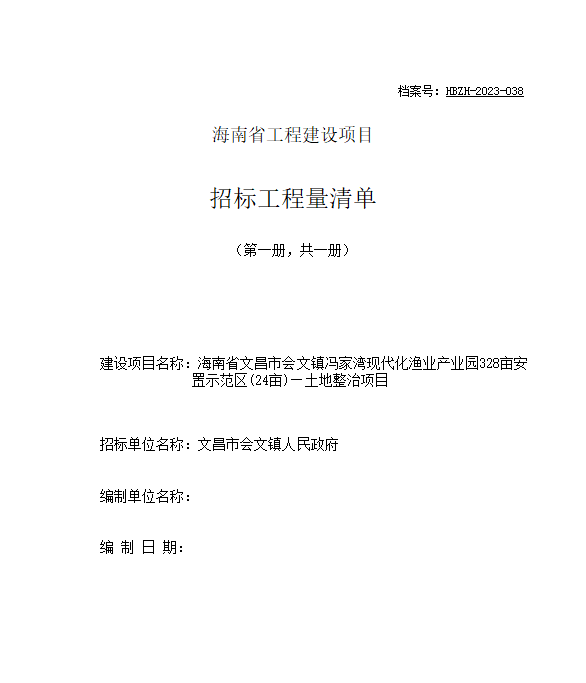 档案号：HBZH-2023-038
海南省工程建设项目
招标工程量清单
（第一册，共一册）
建设项目名称：海南省文昌市会文镇冯家湾现代化渔业产业园328亩安
置示范区(24亩)—土地整治项目
招标单位名称：文昌市会文镇人民政府
编制单位名称：
编 制 日 期：